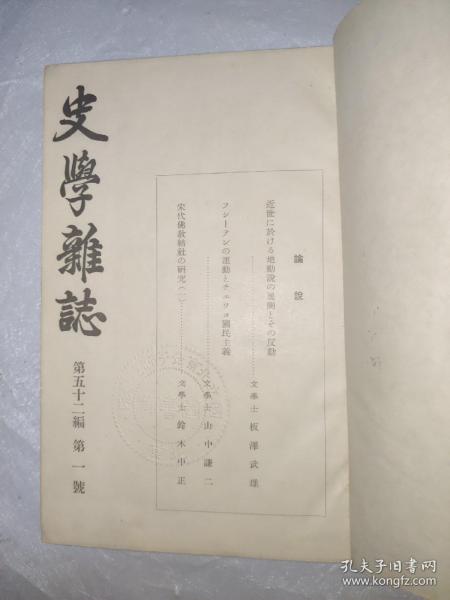 史學雜誌
第五十二編 第一號
論說
近世に於ける地動說の展開とその反動
文學士 板澤武雄
フシータンの運動とチェッコ國民主義
文學士 山中謙二
宋代佛敎結社の硏究(一)
文學士 鈴木中正
孔夫子旧书网
www.kongfz.com